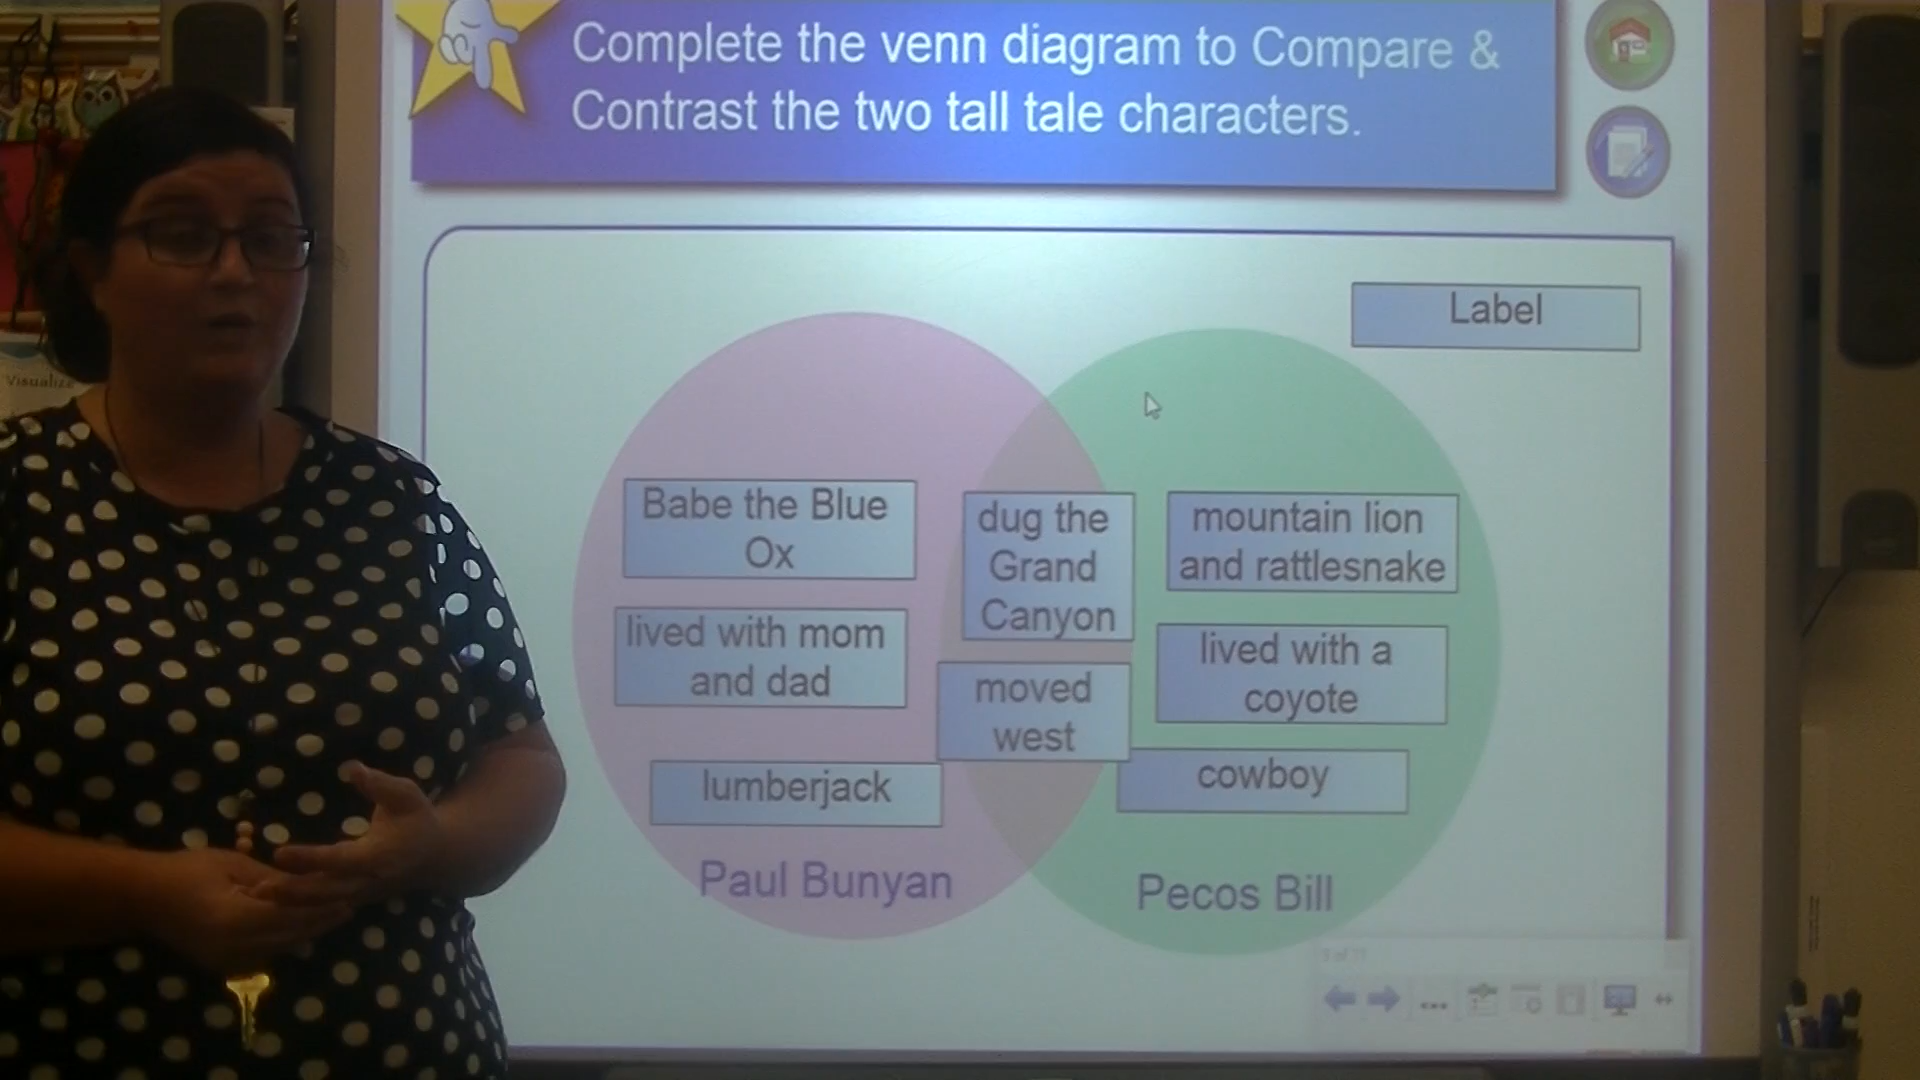 Complete the venn diagram to Compare &
Contrast the two tall tale characters.
Visualize
Label
Babe the Blue
Ox
lived with mom
and dad
lumberjack
Paul Bunyan
dug the
Grand
Canyon
moved
west
mountain lion
and rattlesnake
lived with a
coyote
cowboy
Pecos Bill